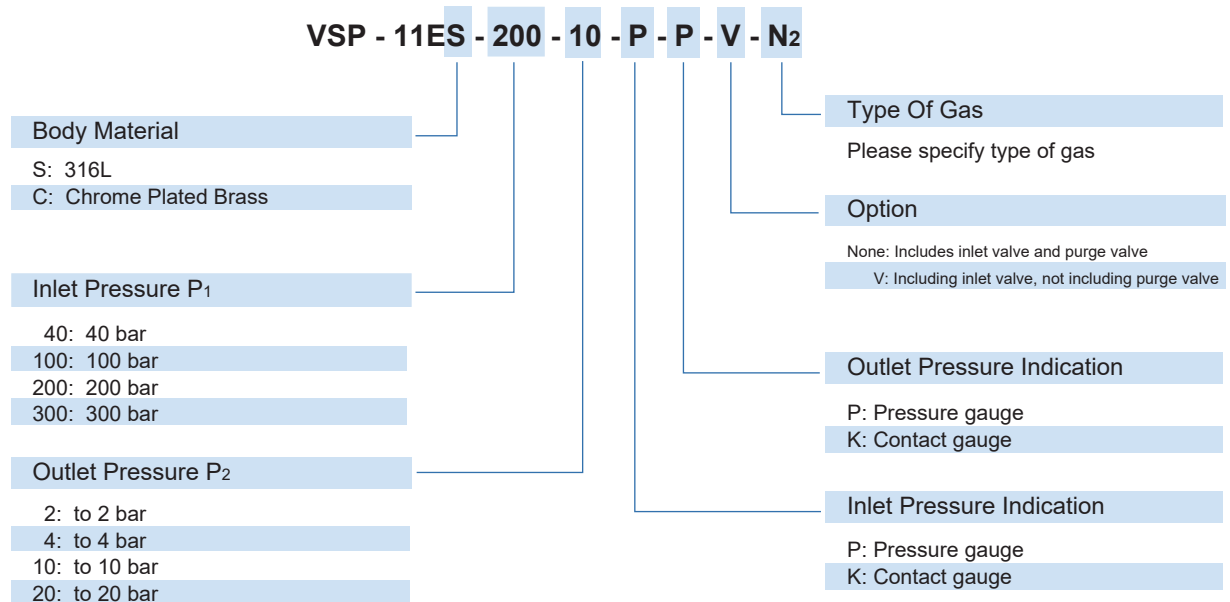 VSP - 11ES - 200 - 10 - P - P - V - N2
Body Material
S: 316L
C: Chrome Plated Brass
Inlet Pressure P1
40: 40 bar
100: 100 bar
200: 200 bar
300: 300 bar
Outlet Pressure P2
2: to 2 bar
4: to 4 bar
10: to 10 bar
20: to 20 bar
Type Of Gas
Please specify type of gas
Option
None: Includes inlet valve and purge valve
V: Including inlet valve, not including purge valve
Outlet Pressure Indication
P: Pressure gauge
K: Contact gauge
Inlet Pressure Indication
P: Pressure gauge
K: Contact gauge